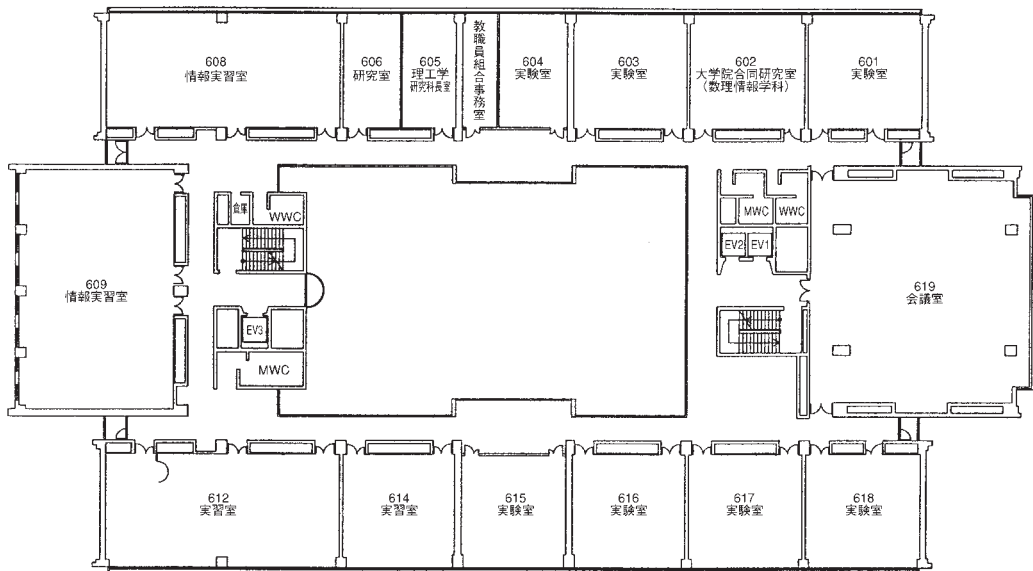 608
情報実習室
606
研究室
605
理工学
研究科長室
教職員組合事務室
604
実験室
603
実験室
602
大学院合同研究室
(数理情報学科)
601
実験室
倉庫
WWC
MWC
WWC
EV2
EV1
609
情報実習室
619
会議室
EV3
MWC
612
実習室
614
実習室
615
実験室
616
実験室
617
実験室
618
実験室